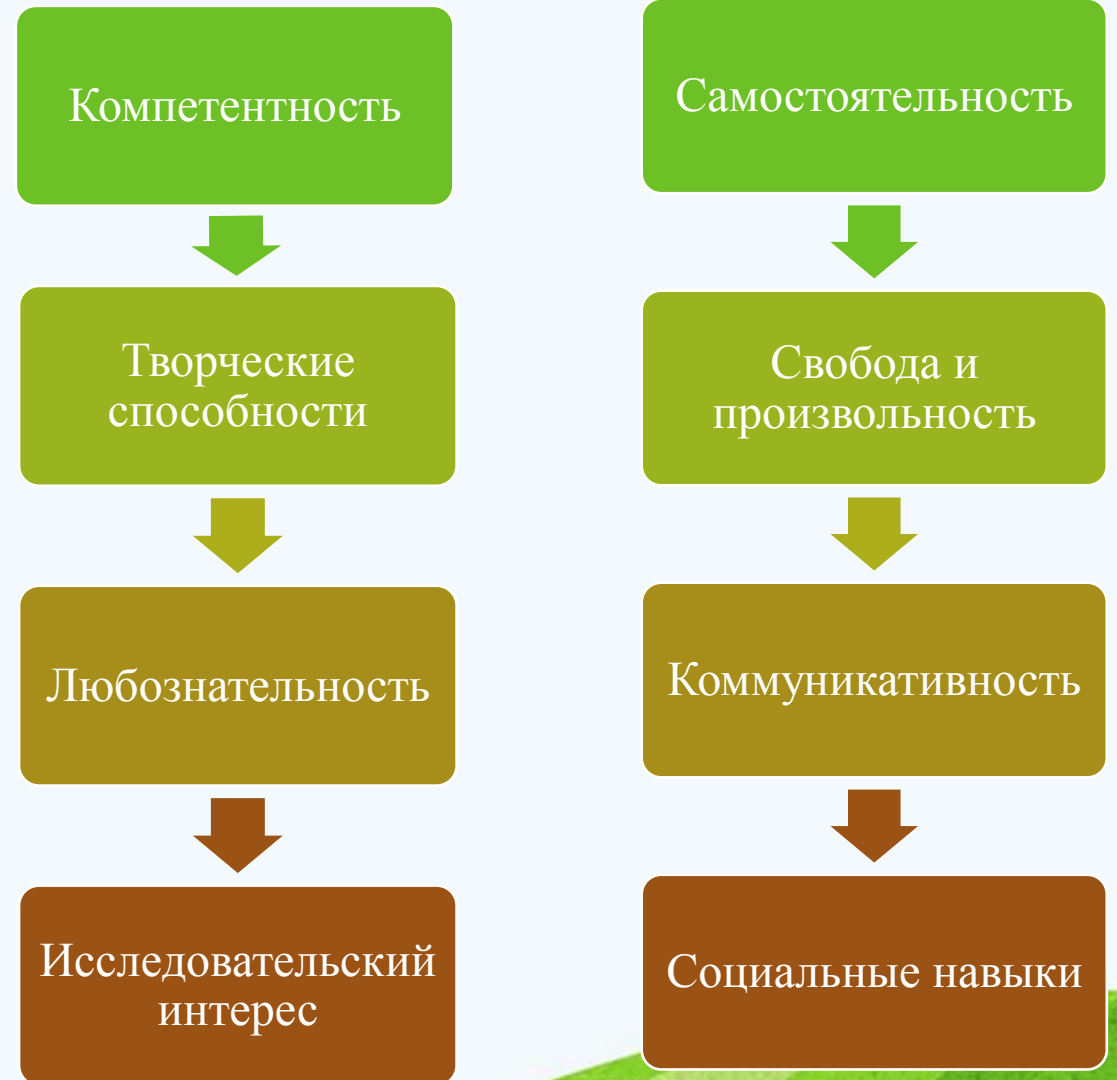 Компетентность
Творческие
способности
Любознательность
Исследовательский
интерес
Самостоятельность
Свобода и
произвольность
Коммуникативность
Социальные навыки